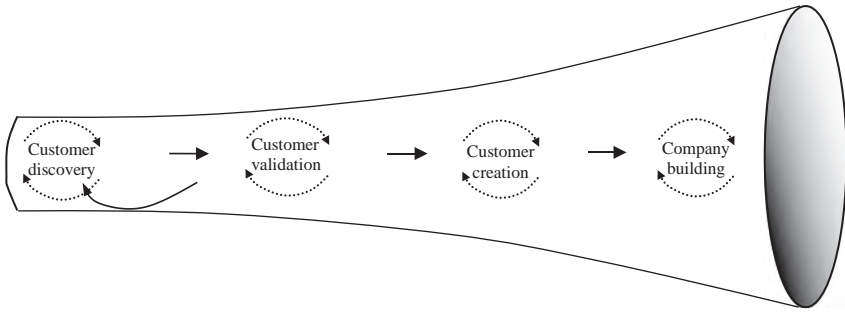 Customer
discovery
Customer
validation
Customer
creation
Company
building